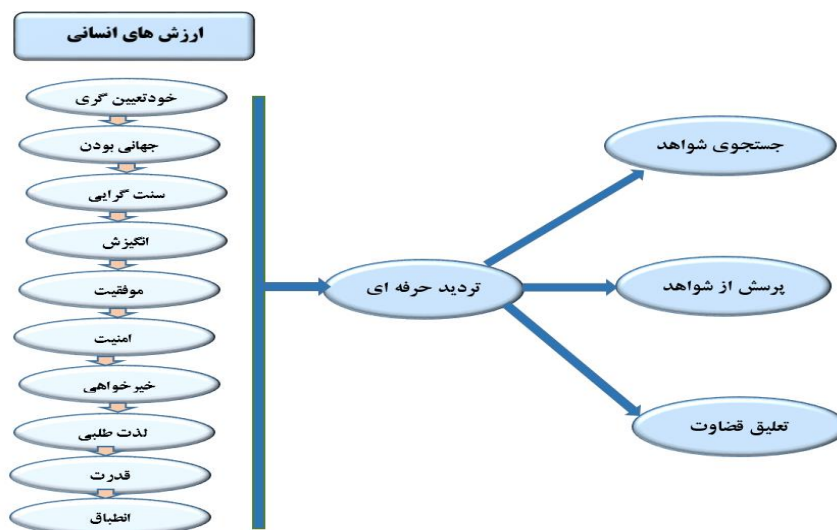 ارزش های انسانی
خودتعیین گری
جهانی بودن
سنت گرایی
انگیزش
موفقیت
امنیت
خیرخواهی
لذت طلبی
قدرت
انطباق
تردید حرفه ای
جستجوی شواهد
پرسش از شواهد
تعلیق قضاوت